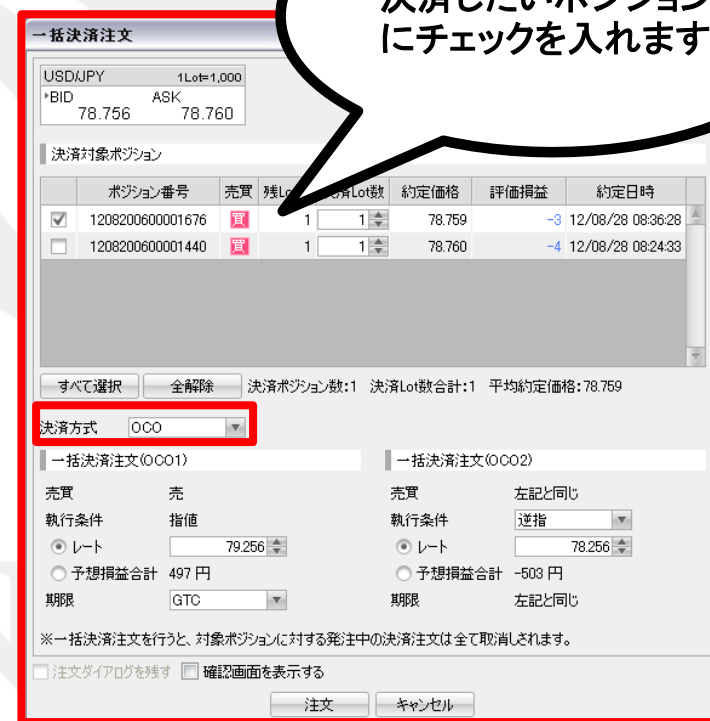 決済したいポジション
にチェックを入れます
一括決済注文
USD/JPY 1Lot=1,000
BID ASK
78.756 78.760
決済対象ポジション
ポジション番号 売買 残Lo 済Lot数 約定価格 評価損益 約定日時
1208200600001676 買 1 1 78.759 -3 12/08/28 08:36:28
1208200600001440 買 1 1 78.760 -4 12/08/28 08:24:33
すべて選択 全解除 決済ポジション数:1 決済Lot数合計:1 平均約定価格:78.759
決済方式 OCO
一括決済注文(OCO1) 一括決済注文(OCO2)
売買 売 売買 左記と同じ
執行条件 指値 執行条件 逆指
レート 79.256 レート 78.256
予想損益合計 497 円 予想損益合計 -503 円
期限 GTC 期限 左記と同じ
※一括決済注文を行うと、対象ポジションに対する発注中の決済注文は全て取消しされます。
注文ダイアログを残す 確認画面を表示する
注文 キャンセル